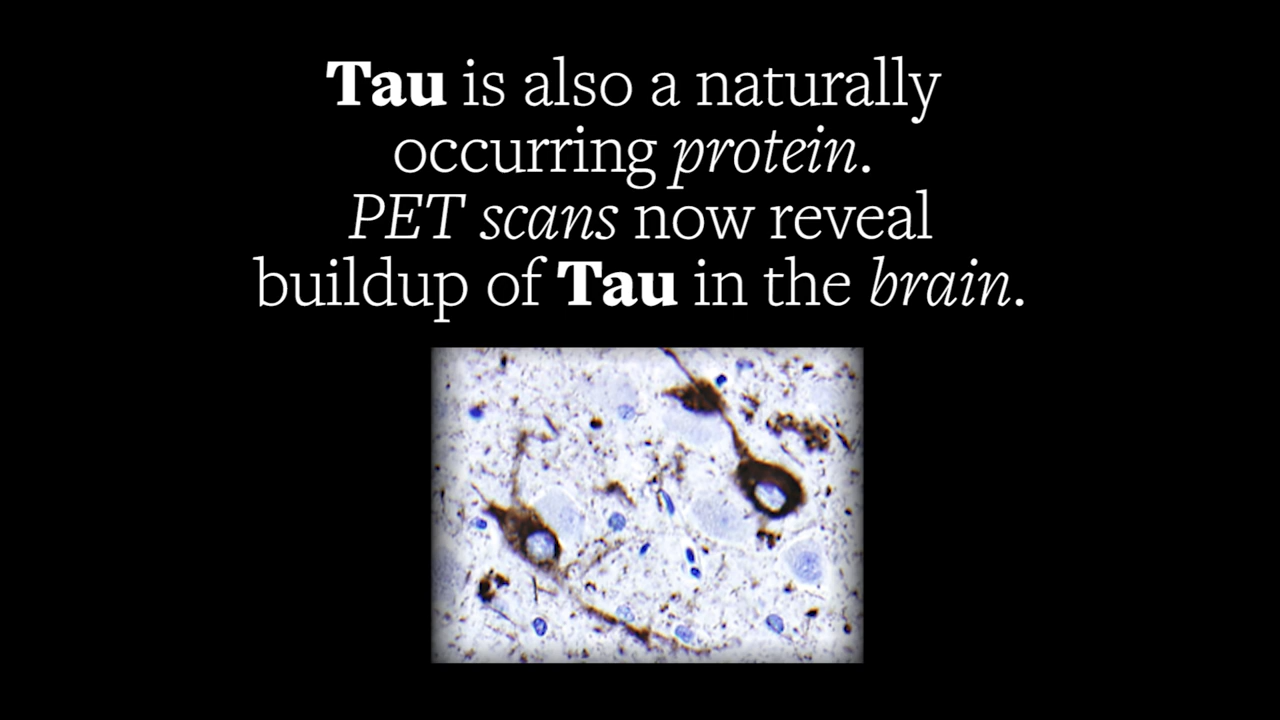 Tau is also a naturally
occurring protein.
PET scans now reveal
buildup of Tau in the brain.